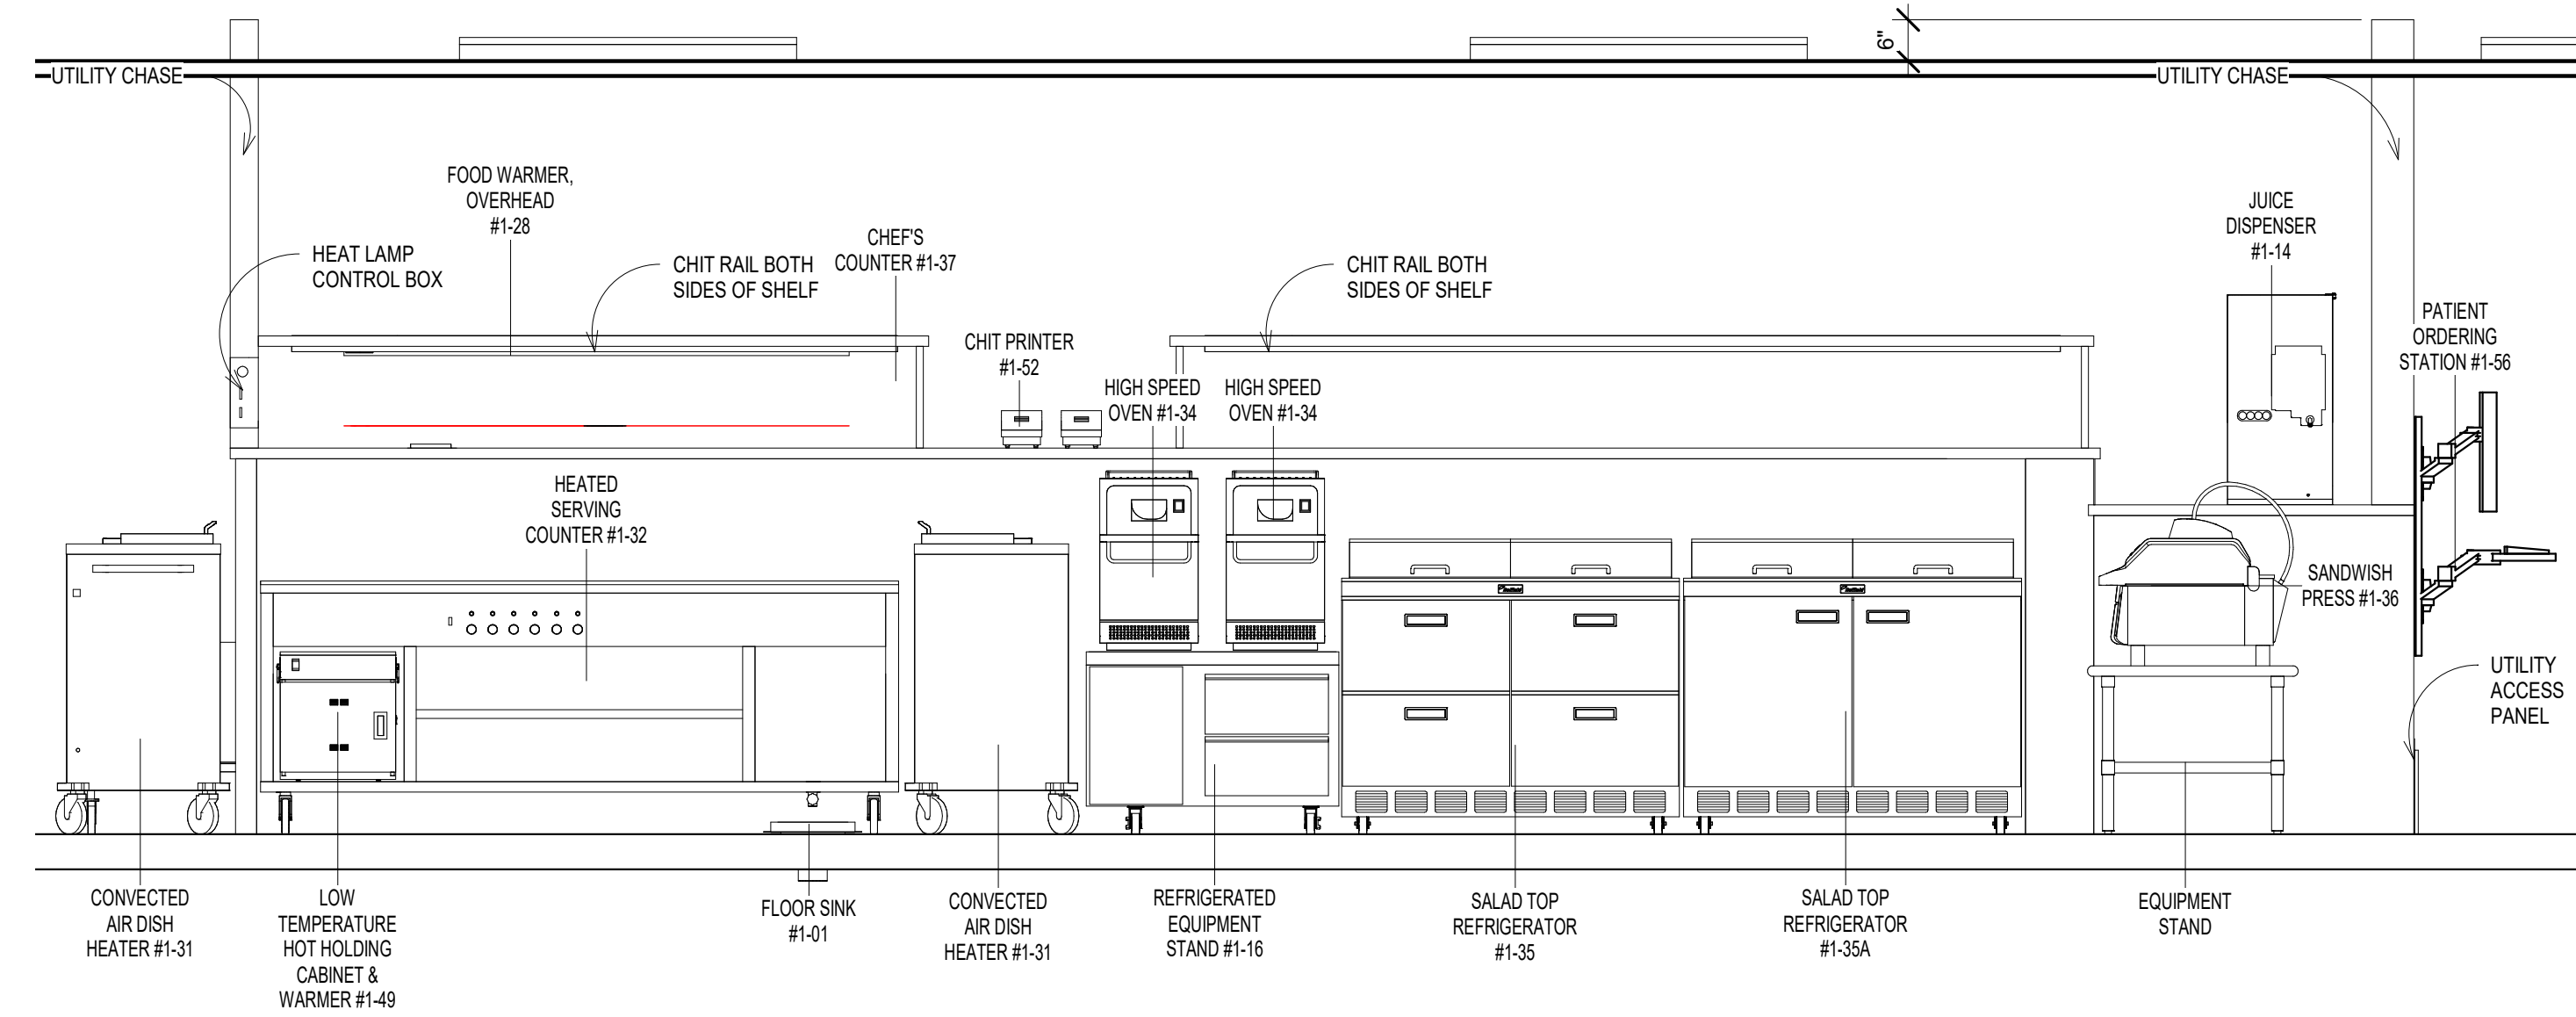 6"
UTILITY CHASE
UTILITY CHASE
FOOD WARMER,
OVERHEAD
#1-28
HEAT LAMP
CONTROL BOX
CHIT RAIL BOTH
SIDES OF SHELF
CHEF'S
COUNTER #1-37
CHIT PRINTER
#1-52
HIGH SPEED
OVEN #1-34
HIGH SPEED
OVEN #1-34
CHIT RAIL BOTH
SIDES OF SHELF
JUICE
DISPENSER
#1-14
PATIENT
ORDERING
STATION #1-56
HEATED
SERVING
COUNTER #1-32
SANDWISH
PRESS #1-36
UTILITY
ACCESS
PANEL
CONVECTED
AIR DISH
HEATER #1-31
LOW
TEMPERATURE
HOT HOLDING
CABINET &
WARMER #1-49
FLOOR SINK
#1-01
CONVECTED
AIR DISH
HEATER #1-31
REFRIGERATED
EQUIPMENT
STAND #1-16
SALAD TOP
REFRIGERATOR
#1-35
SALAD TOP
REFRIGERATOR
#1-35A
EQUIPMENT
STAND